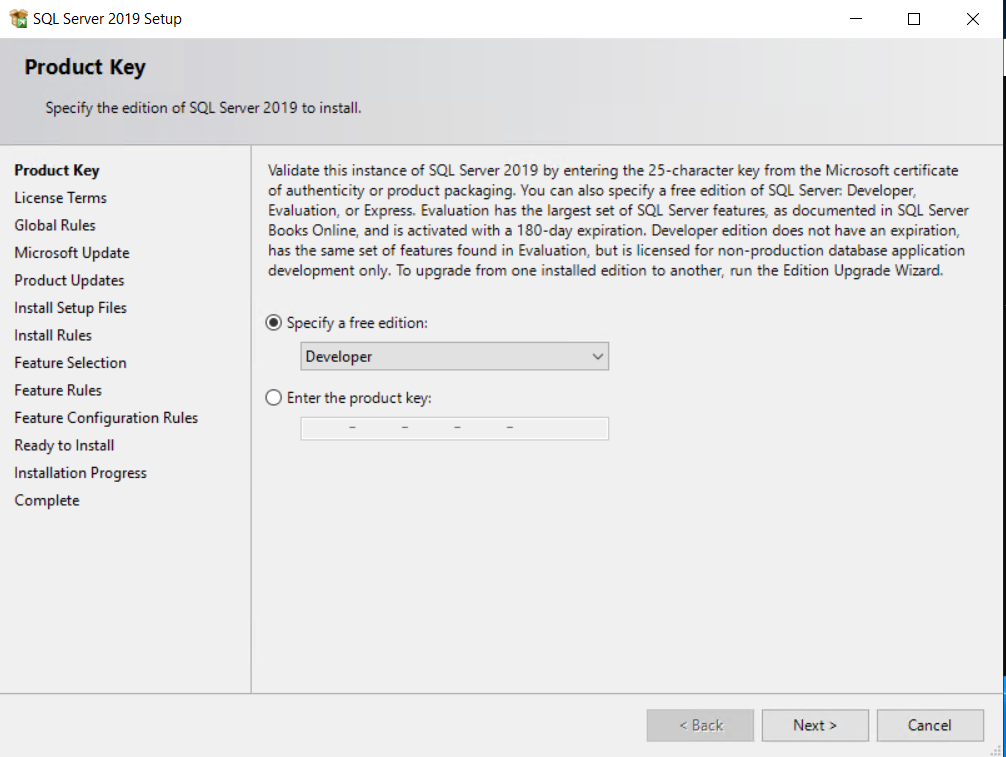 SQL Server 2019 Setup
Product Key
Specify the edition of SQL Server 2019 to install.
Product Key
License Terms
Global Rules
Microsoft Update
Product Updates
Install Setup Files
Install Rules
Feature Selection
Feature Rules
Feature Configuration Rules
Ready to Install
Installation Progress
Complete
Validate this instance of SQL Server 2019 by entering the 25-character key from the Microsoft certificate
of authenticity or product packaging. You can also specify a free edition of SQL Server: Developer,
Evaluation, or Express. Evaluation has the largest set of SQL Server features, as documented in SQL Server
Books Online, and is activated with a 180-day expiration. Developer edition does not have an expiration,
has the same set of features found in Evaluation, but is licensed for non-production database application
development only. To upgrade from one installed edition to another, run the Edition Upgrade Wizard.
Specify a free edition:
Developer
Enter the product key:
- - - -
< Back Next > Cancel